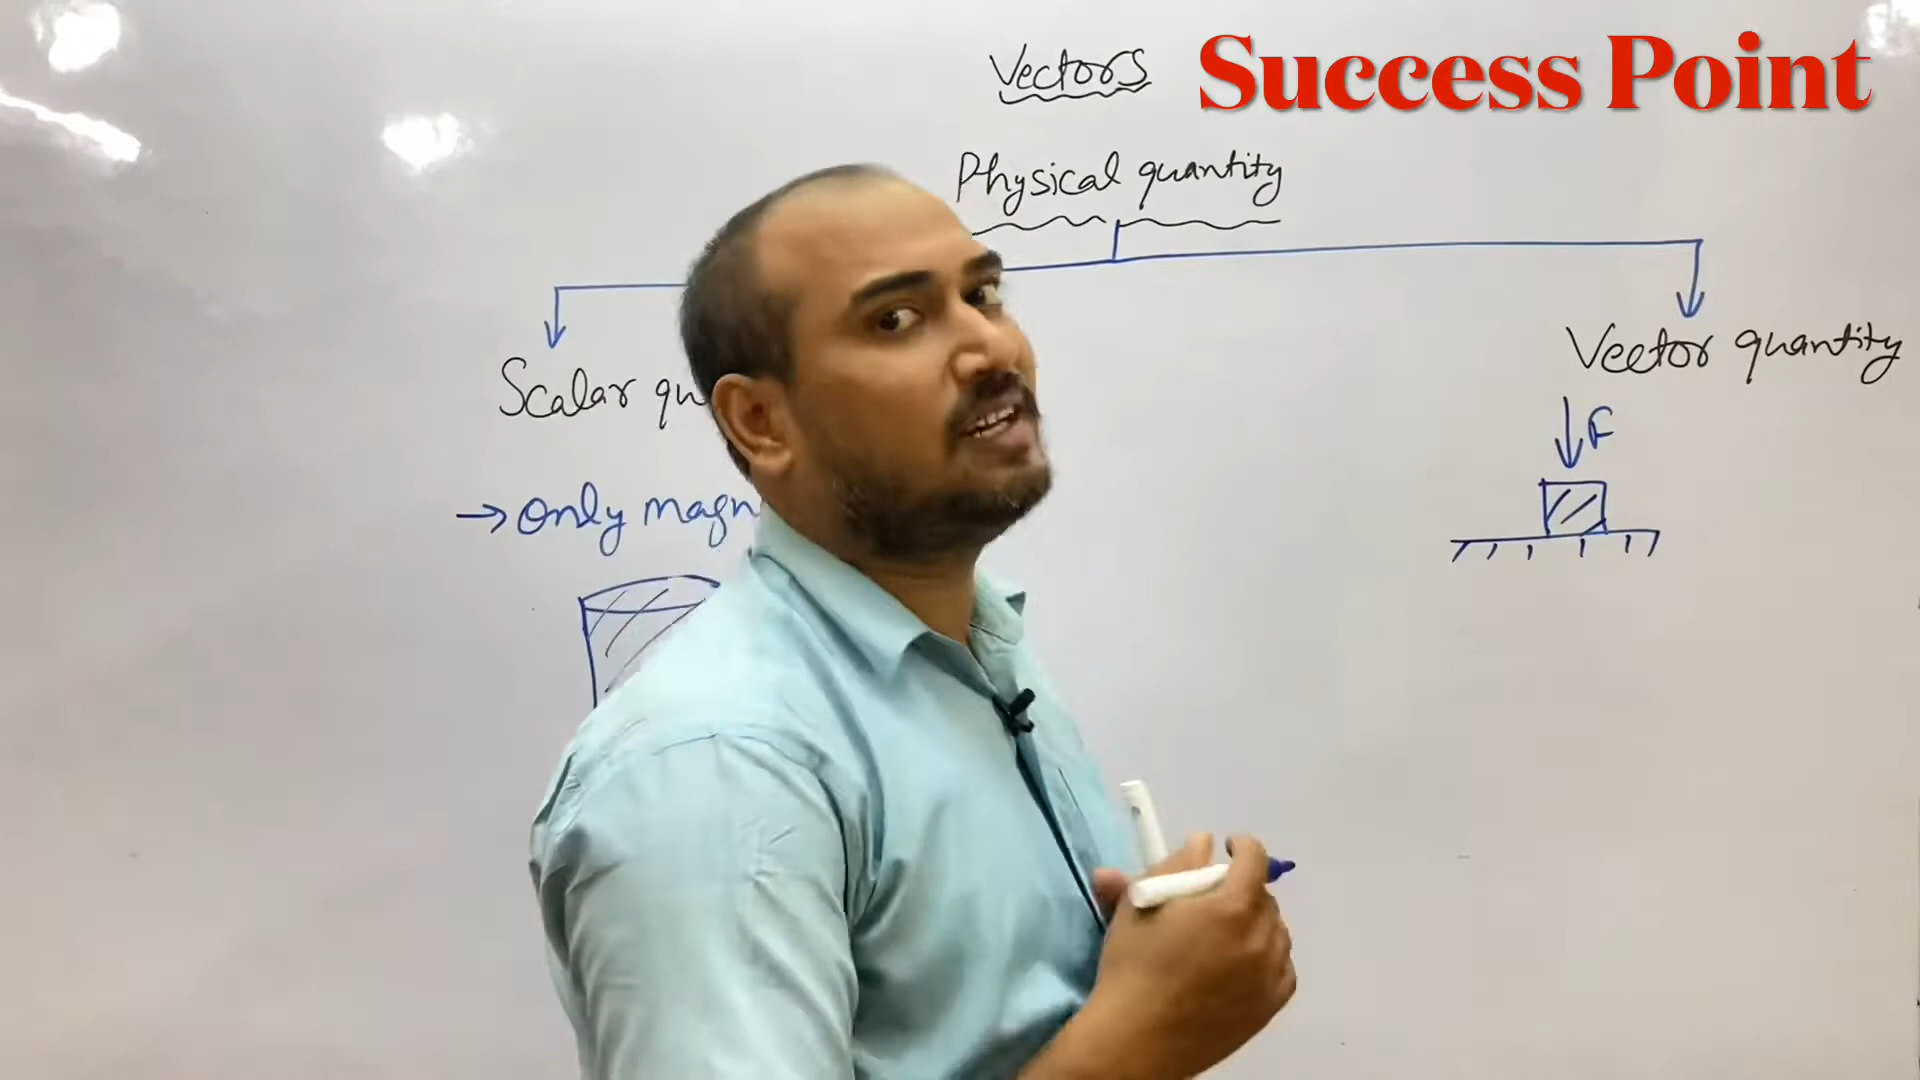 Vectors
Success Point
Physical quantity
Scalar qu
Vector quantity
F
→ Only magn